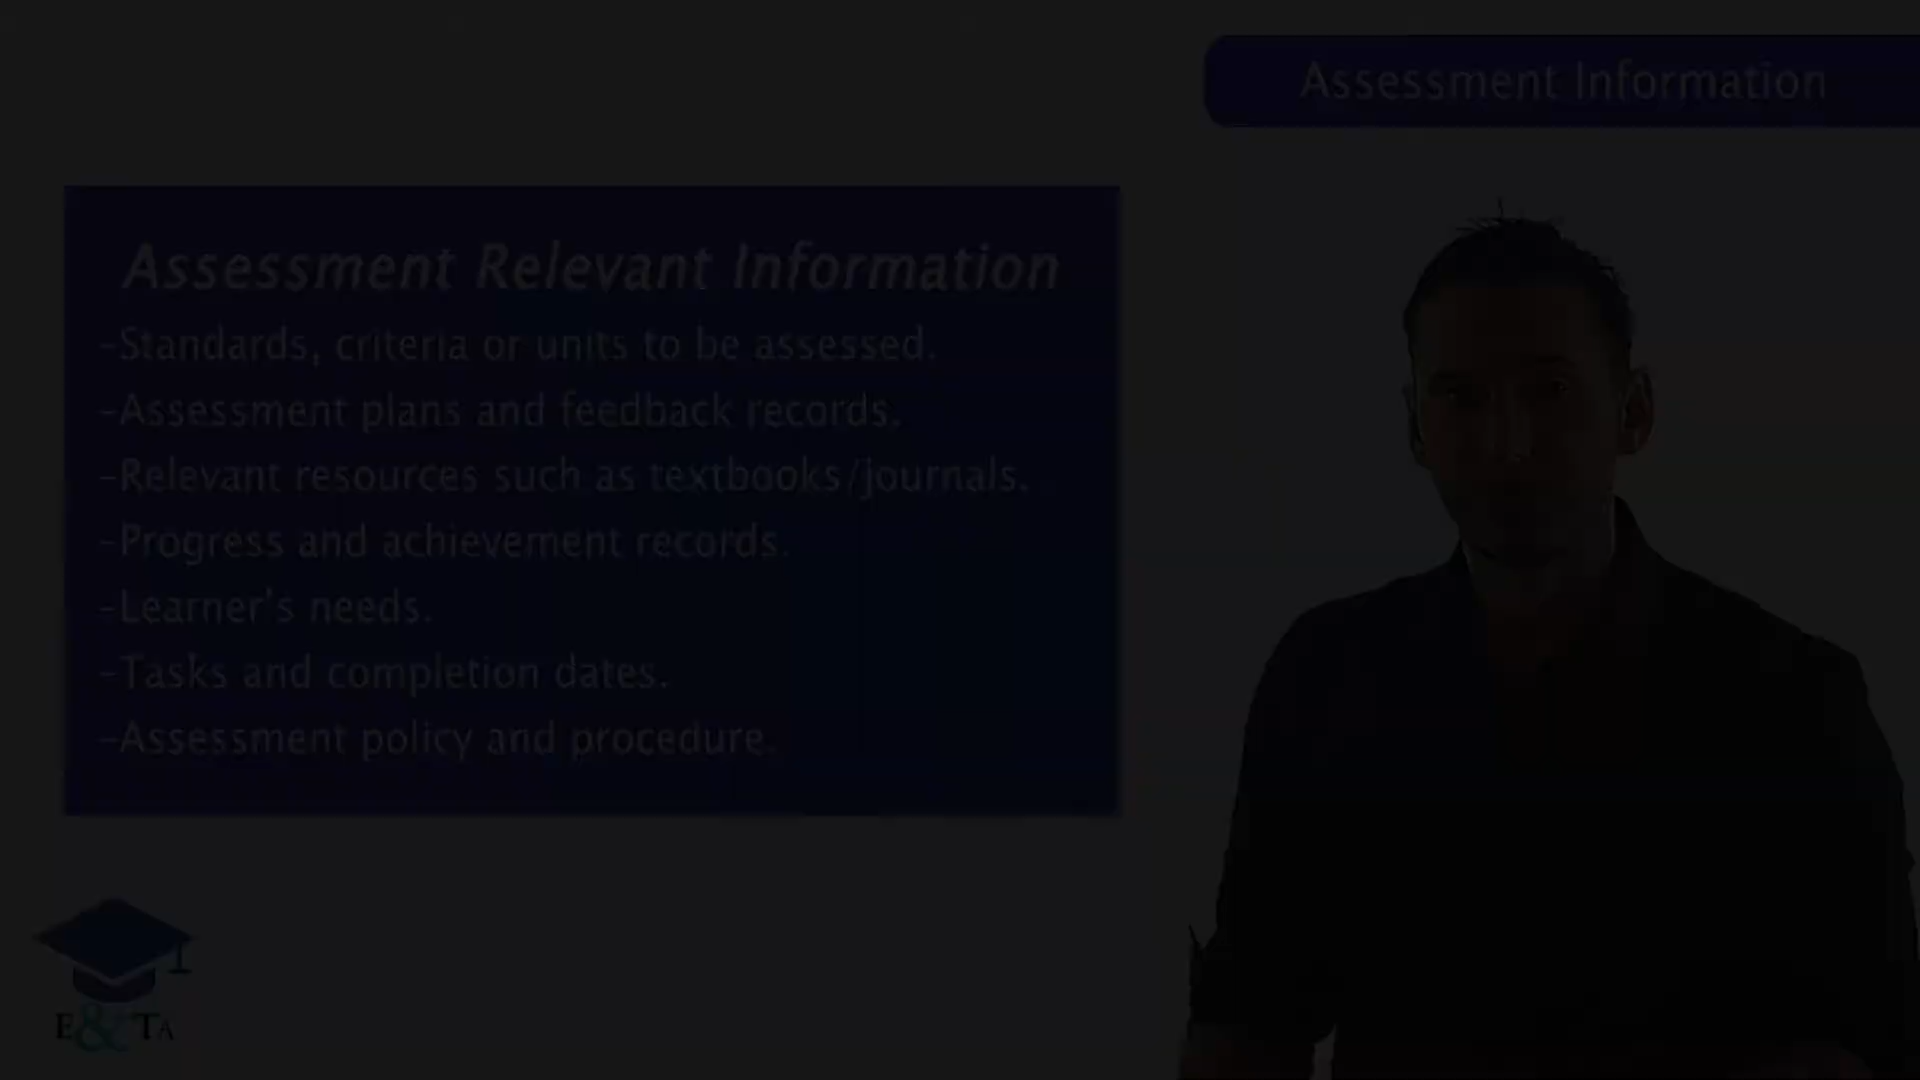 Assessment Information
Assessment Relevant Information
-Standards, criteria or units to be assessed.
-Assessment plans and feedback records.
-Relevant resources such as textbooks/journals.
-Progress and achievement records.
-Learner's needs.
-Tasks and completion dates.
-Assessment policy and procedure.
E&TA